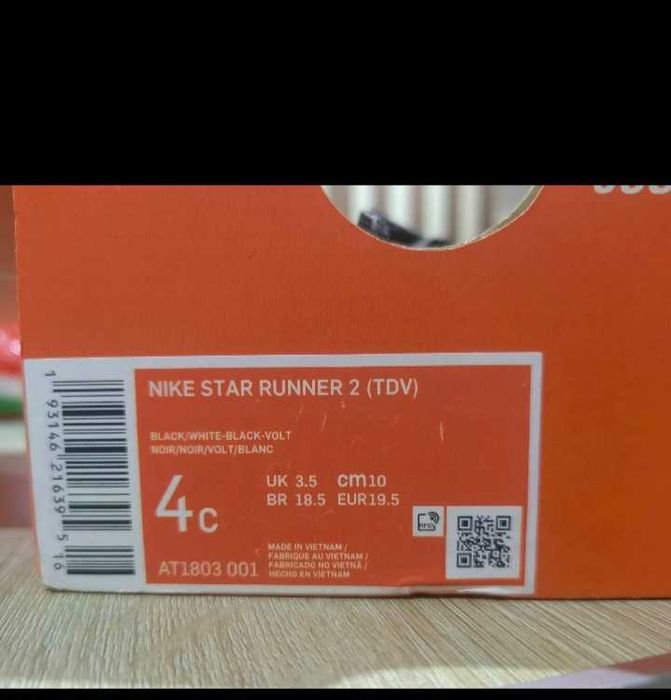 NIKE STAR RUNNER 2 (TDV)
BLACK/WHITE-BLACK-VOLT
NOIR/NOIR/VOLT/BLANC
4C
UK 3.5 cm10
BR 18.5 EUR19.5
MADE IN VIETNAM /
FABRIQUE AU VIETNAM /
FABRICADO NO VIETNÃ /
HECHO EN VIETNAM
AT1803 001
1 93146 21639 5 16